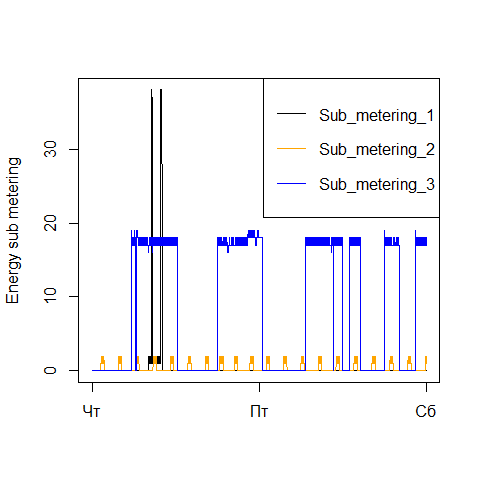 Sub_metering_1
Sub_metering_2
Sub_metering_3
Energy sub metering
30
20
10
0
Чт
Пт
Сб